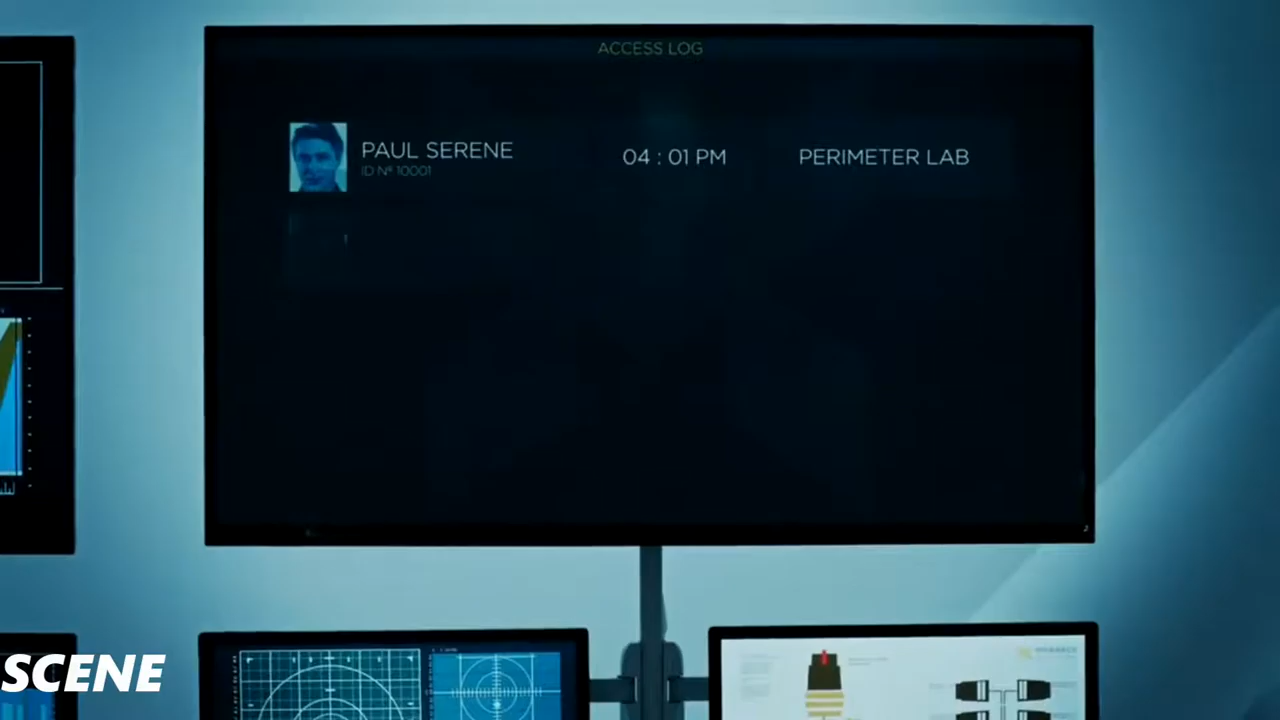 ACCESS LOG
PAUL SERENE
ID Nº 10001
04 : 01 PM
PERIMETER LAB
SCENE